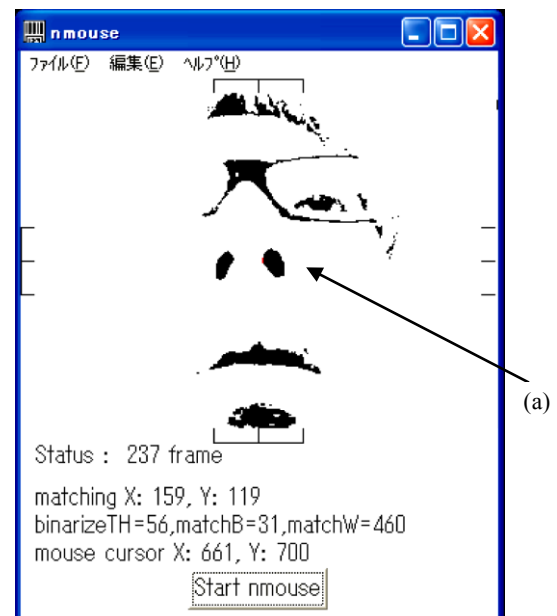 nmouse
ﾌｧｲﾙ(F) 編集(E) ﾍﾙﾌﾟ(H)
(a)
Status : 237 frame
matching X: 159, Y: 119
binarizeTH=56,matchB=31,matchW=460
mouse cursor X: 661, Y: 700
Start nmouse